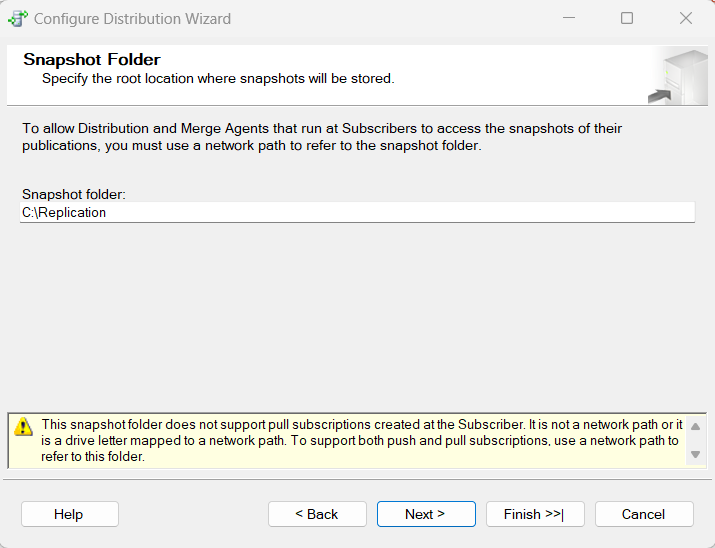 Configure Distribution Wizard
Snapshot Folder
Specify the root location where snapshots will be stored.
To allow Distribution and Merge Agents that run at Subscribers to access the snapshots of their
publications, you must use a network path to refer to the snapshot folder.
Snapshot folder:
C:\Replication
This snapshot folder does not support pull subscriptions created at the Subscriber. It is not a network path or it
is a drive letter mapped to a network path. To support both push and pull subscriptions, use a network path to
refer to this folder.
Help
< Back
Next >
Finish >>|
Cancel